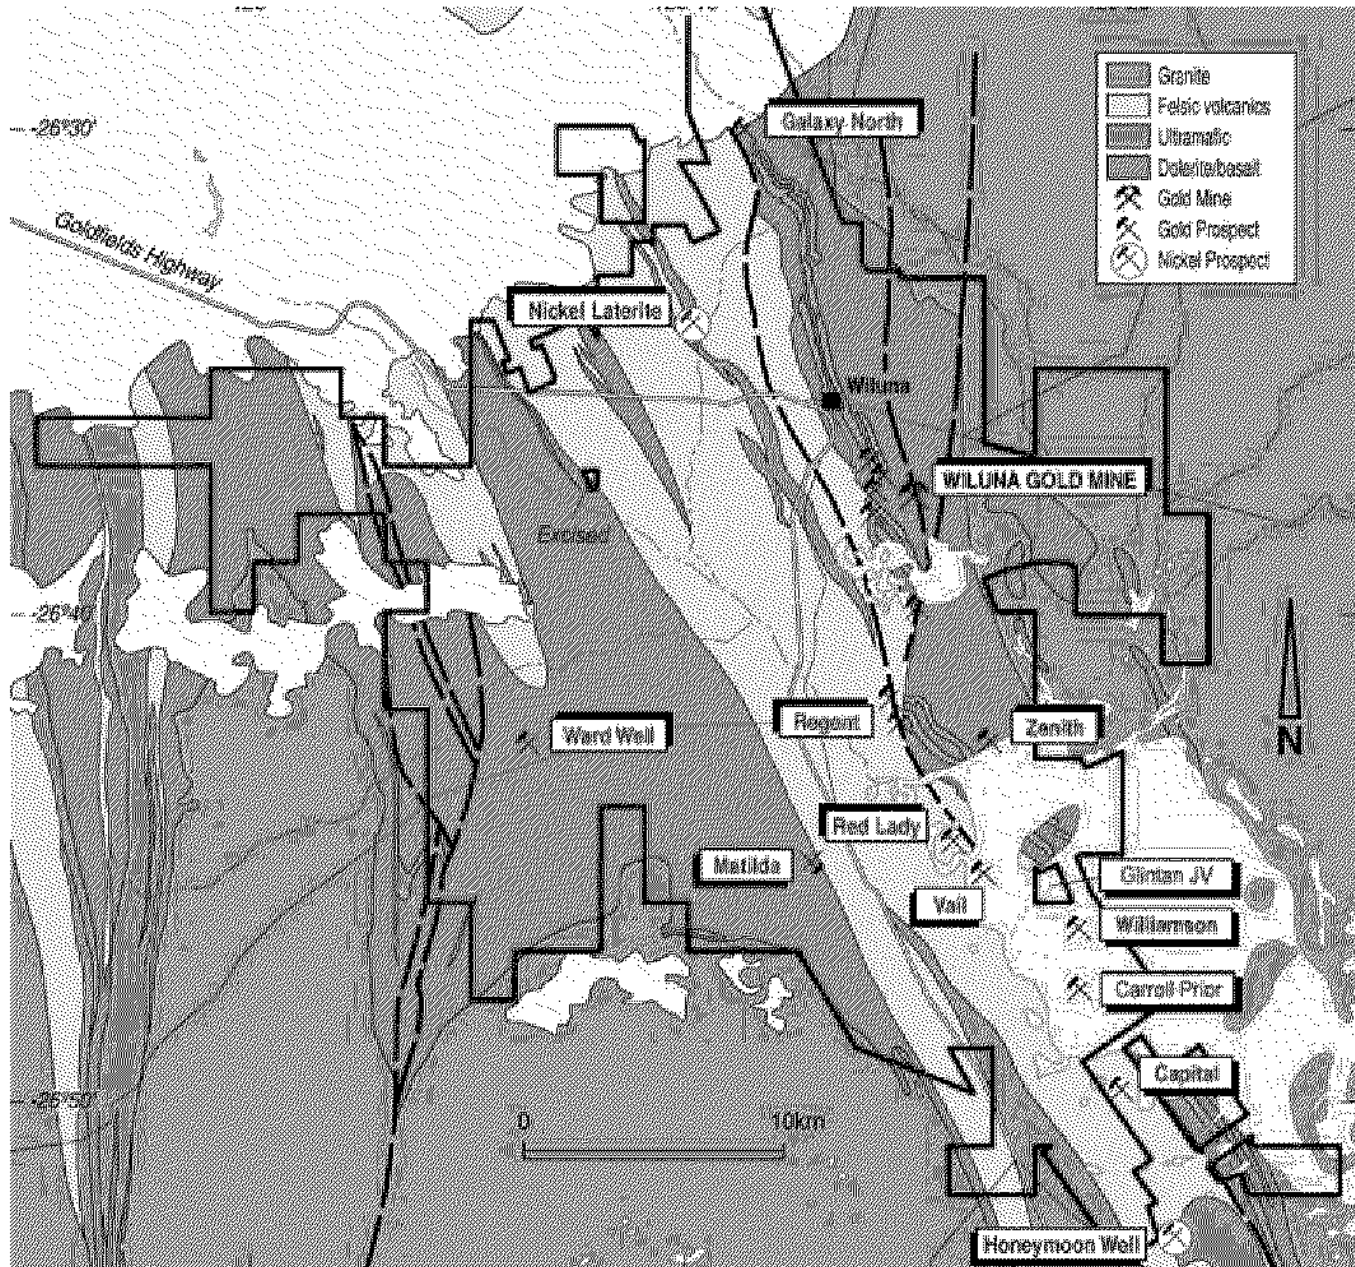 Granite
Felsic volcanics
Ultramafic
Dolerite/basalt
Gold Mine
Gold Prospect
Nickel Prospect
-26°30'
Galaxy North
Goldfields Highway
Nickel Laterite
Wiluna
WILUNA GOLD MINE
Excised
-26°40'
Regent
Zenith
Ward Well
N
Red Lady
Matilda
Glintan JV
Vail
Williamson
Carroll Prior
Capital
-26°50'
0 10km
Honeymoon Well